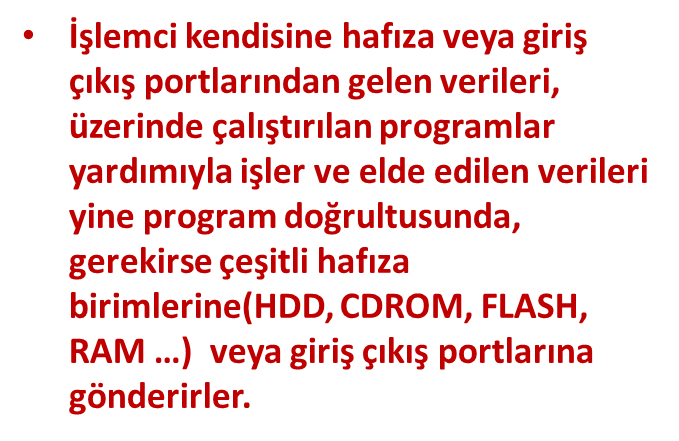 • İşlemci kendisine hafıza veya giriş
çıkış portlarından gelen verileri,
üzerinde çalıştırılan programlar
yardımıyla işler ve elde edilen verileri
yine program doğrultusunda,
gerekirse çeşitli hafıza
birimlerine(HDD, CDROM, FLASH,
RAM …)  veya giriş çıkış portlarına
gönderirler.